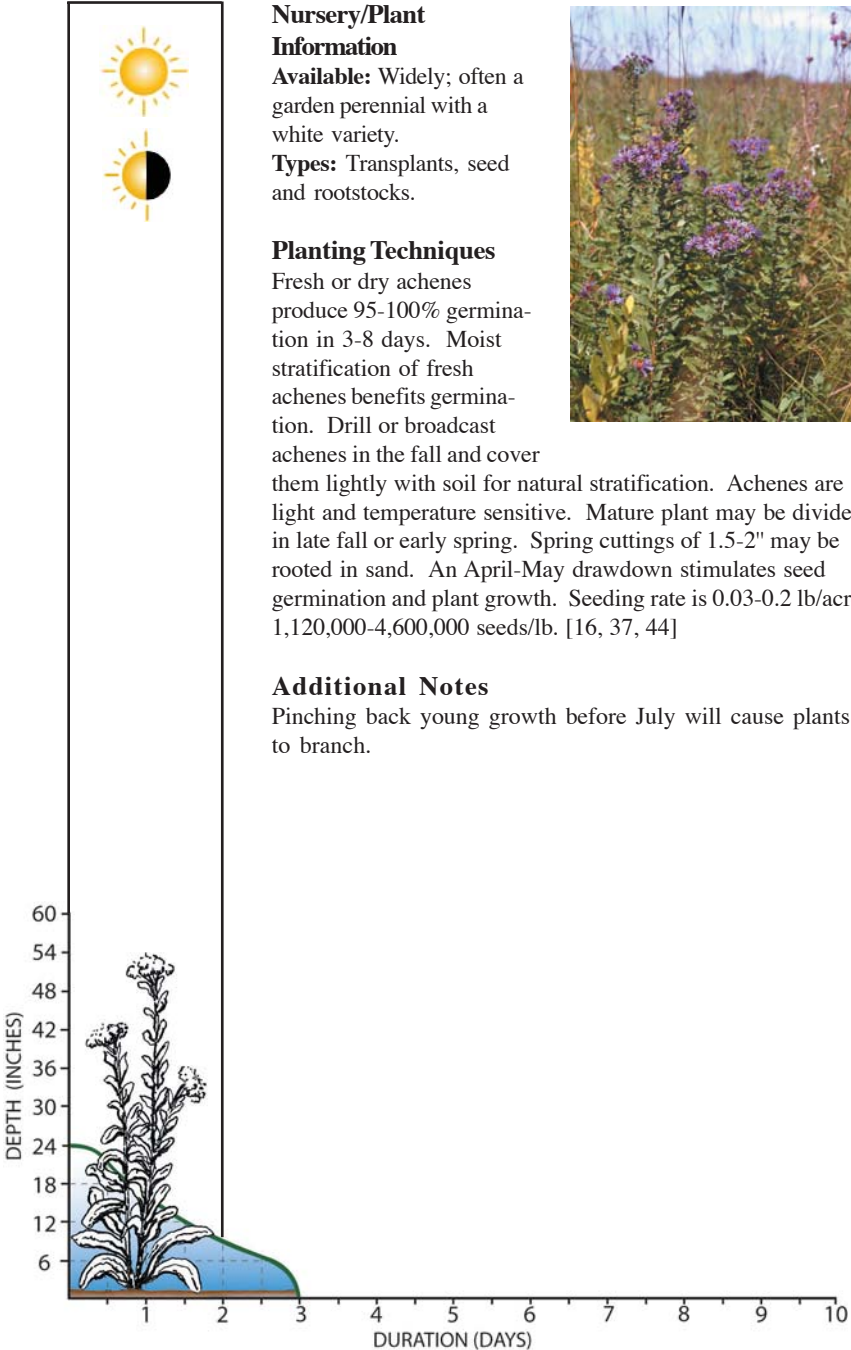 Nursery/Plant
Information
Available: Widely; often a
garden perennial with a
white variety.
Types: Transplants, seed
and rootstocks.
Planting Techniques
Fresh or dry achenes
produce 95-100% germina-
tion in 3-8 days. Moist
stratification of fresh
achenes benefits germina-
tion. Drill or broadcast
achenes in the fall and cover
them lightly with soil for natural stratification. Achenes are
light and temperature sensitive. Mature plant may be divide
in late fall or early spring. Spring cuttings of 1.5-2" may be
rooted in sand. An April-May drawdown stimulates seed
germination and plant growth. Seeding rate is 0.03-0.2 lb/acr
1,120,000-4,600,000 seeds/lb. [16, 37, 44]
Additional Notes
Pinching back young growth before July will cause plants
to branch.
DEPTH (INCHES)
60
54
48
42
36
30
24
18
12
6
1 2 3 4 5 6 7 8 9 10
DURATION (DAYS)